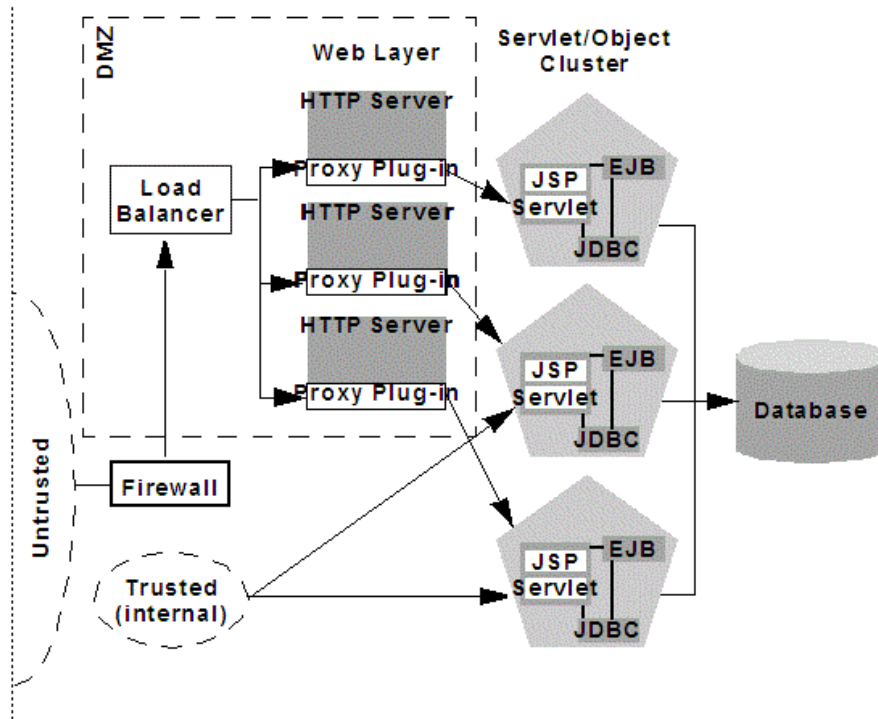 DMZ
Web Layer
Servlet/Object
Cluster
HTTP Server
Proxy Plug-in
Load
Balancer
HTTP Server
Proxy Plug-in
HTTP Server
Proxy Plug-in
JSP
EJB
Servlet
JDBC
JSP
EJB
Servlet
JDBC
JSP
EJB
Servlet
JDBC
Database
Untrusted
Firewall
Trusted
(internal)